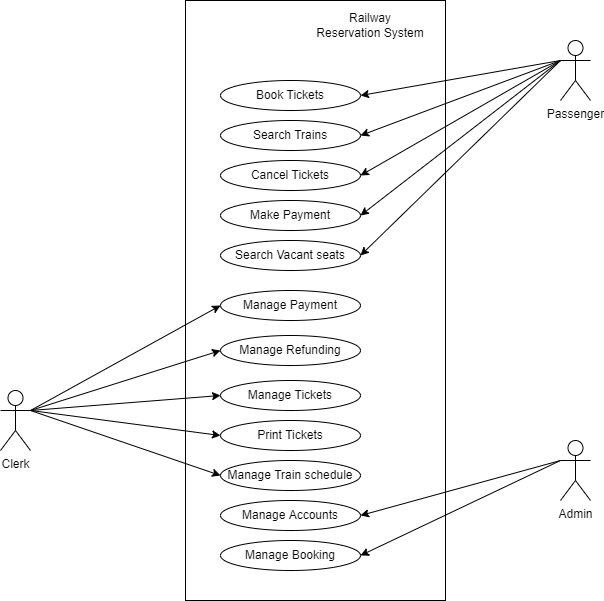 Railway
Reservation System
Book Tickets
Passenger
Search Trains
Cancel Tickets
Make Payment
Search Vacant seats
Manage Payment
Manage Refunding
Manage Tickets
Print Tickets
Clerk
Manage Train schedule
Manage Accounts
Admin
Manage Booking